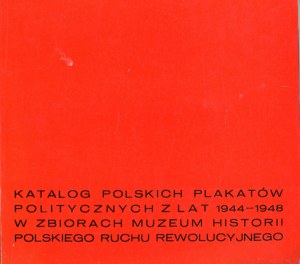 KATALOG POLSKICH PLAKATÓW
POLITYCZNYCH Z LAT 1944—1948
W ZBIORACH MUZEUM HISTORII
POLSKIEGO RUCHU REWOLUCYJNEGO